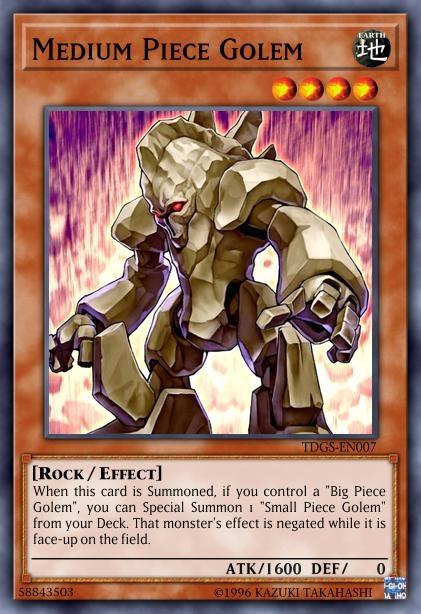 MEDIUM PIECE GOLEM
EARTH
地
TDGS-EN007
[ROCK / EFFECT]
When this card is Summoned, if you control a "Big Piece
Golem", you can Special Summon 1 "Small Piece Golem"
from your Deck. That monster's effect is negated while it is
face-up on the field.
ATK/1600 DEF/ 0
58843503
©1996 KAZUKI TAKAHASHI